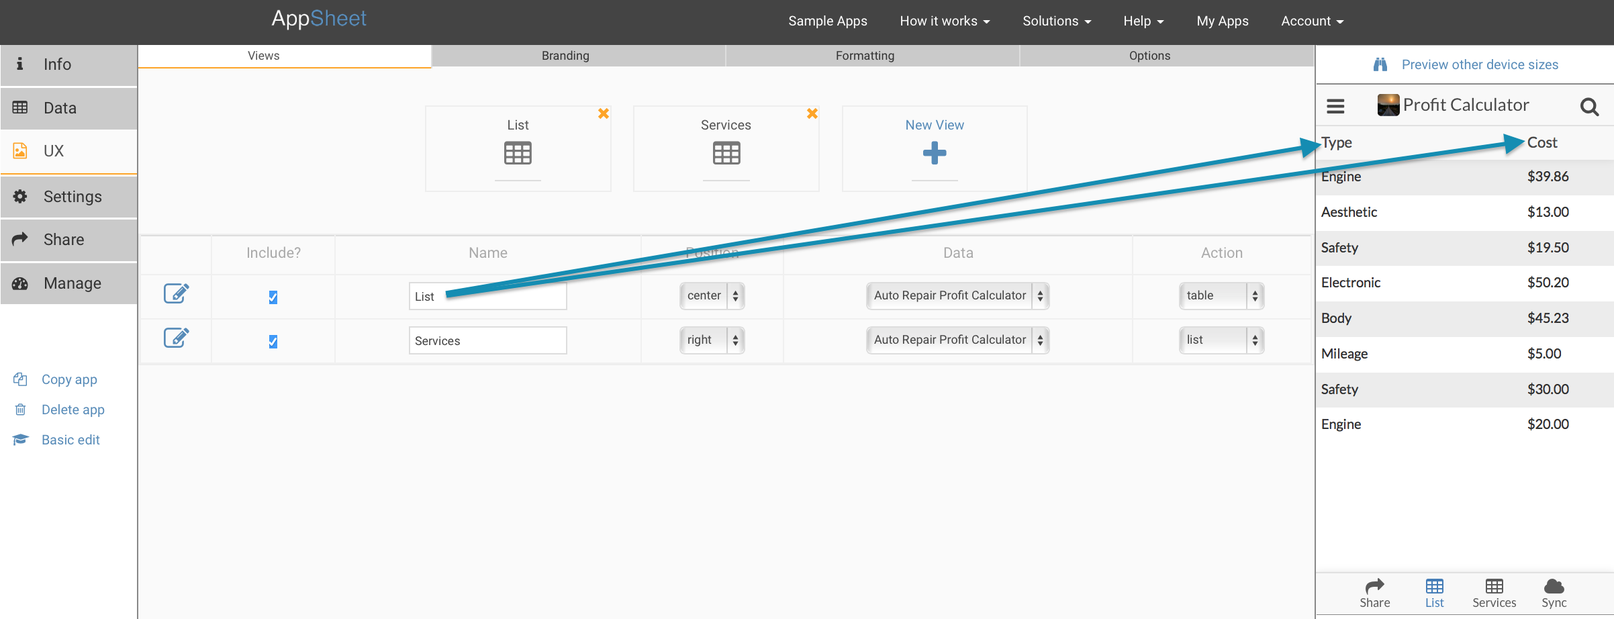 AppSheet
Sample Apps How it works Solutions Help My Apps Account
Info
Data
UX
Settings
Share
Manage
Copy app
Delete app
Basic edit
Views Branding Formatting Options
List
Services
New View
Include? Name Position Data Action
List center Auto Repair Profit Calculator table
Services right Auto Repair Profit Calculator list
Preview other device sizes
Profit Calculator
Type Cost
Engine $39.86
Aesthetic $13.00
Safety $19.50
Electronic $50.20
Body $45.23
Mileage $5.00
Safety $30.00
Engine $20.00
Share List Services Sync